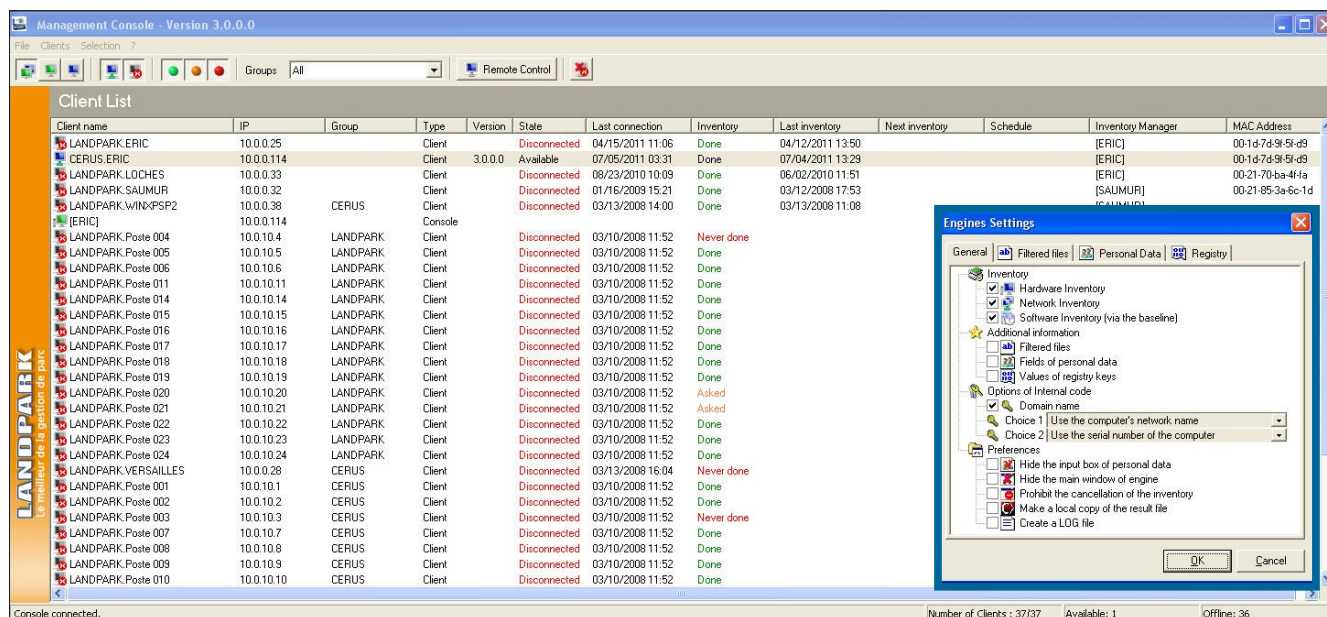 Management Console - Version 3.0.0.0
File Clients Selection ?
Groups All Remote Control
Client List
Client name IP Group Type Version State Last connection Inventory Last inventory Next inventory Schedule Inventory Manager MAC Address
LANDPARK.ERIC 10.0.0.25 Client Disconnected 04/15/2011 11:06 Done 04/12/2011 13:50 [ERIC] 00-1d-7d-9f-5f-d9
CERUS.ERIC 10.0.0.114 Client 3.0.0.0 Available 07/05/2011 03:31 Done 07/04/2011 13:29 [ERIC] 00-1d-7d-9f-5f-d9
LANDPARK.LOCHES 10.0.0.33 Client Disconnected 08/23/2010 10:09 Done 06/02/2010 11:51 [ERIC] 00-21-70-ba-4f-fa
LANDPARK.SAUMUR 10.0.0.32 Client Disconnected 01/16/2009 15:21 Done 03/12/2008 17:53 [SAUMUR] 00-21-85-3a-6c-1d
LANDPARK.WINXPSP2 10.0.0.38 CERUS Client Disconnected 03/13/2008 14:00 Done 03/13/2008 11:08 [SAUMUR]
[ERIC] 10.0.0.114 Console
LANDPARK.Poste 004 10.0.10.4 LANDPARK Client Disconnected 03/10/2008 11:52 Never done
LANDPARK.Poste 005 10.0.10.5 LANDPARK Client Disconnected 03/10/2008 11:52 Done
LANDPARK.Poste 006 10.0.10.6 LANDPARK Client Disconnected 03/10/2008 11:52 Done
LANDPARK.Poste 011 10.0.10.11 LANDPARK Client Disconnected 03/10/2008 11:52 Done
LANDPARK.Poste 014 10.0.10.14 LANDPARK Client Disconnected 03/10/2008 11:52 Done
LANDPARK.Poste 015 10.0.10.15 LANDPARK Client Disconnected 03/10/2008 11:52 Done
LANDPARK.Poste 016 10.0.10.16 LANDPARK Client Disconnected 03/10/2008 11:52 Done
LANDPARK.Poste 017 10.0.10.17 LANDPARK Client Disconnected 03/10/2008 11:52 Done
LANDPARK.Poste 018 10.0.10.18 LANDPARK Client Disconnected 03/10/2008 11:52 Done
LANDPARK.Poste 019 10.0.10.19 LANDPARK Client Disconnected 03/10/2008 11:52 Done
LANDPARK.Poste 020 10.0.10.20 LANDPARK Client Disconnected 03/10/2008 11:52 Asked
LANDPARK.Poste 021 10.0.10.21 LANDPARK Client Disconnected 03/10/2008 11:52 Asked
LANDPARK.Poste 022 10.0.10.22 LANDPARK Client Disconnected 03/10/2008 11:52 Done
LANDPARK.Poste 023 10.0.10.23 LANDPARK Client Disconnected 03/10/2008 11:52 Done
LANDPARK.Poste 024 10.0.10.24 LANDPARK Client Disconnected 03/10/2008 11:52 Done
LANDPARK.VERSAILLES 10.0.0.28 CERUS Client Disconnected 03/13/2008 16:04 Never done
LANDPARK.Poste 001 10.0.10.1 CERUS Client Disconnected 03/10/2008 11:52 Done
LANDPARK.Poste 002 10.0.10.2 CERUS Client Disconnected 03/10/2008 11:52 Done
LANDPARK.Poste 003 10.0.10.3 CERUS Client Disconnected 03/10/2008 11:52 Never done
LANDPARK.Poste 007 10.0.10.7 CERUS Client Disconnected 03/10/2008 11:52 Done
LANDPARK.Poste 008 10.0.10.8 CERUS Client Disconnected 03/10/2008 11:52 Done
LANDPARK.Poste 009 10.0.10.9 CERUS Client Disconnected 03/10/2008 11:52 Done
LANDPARK.Poste 010 10.0.10.10 CERUS Client Disconnected 03/10/2008 11:52 Done
LANDPARK
Le meilleur de la gestion de parc
Engines Settings
General Filtered files Personal Data Registry
Inventory
Hardware Inventory
Network Inventory
Software Inventory (via the baseline)
Additional information
Filtered files
Fields of personal data
Values of registry keys
Options of Internal code
Domain name
Choice 1 Use the computer's network name
Choice 2 Use the serial number of the computer
Preferences
Hide the input box of personal data
Hide the main window of engine
Prohibit the cancellation of the inventory
Make a local copy of the result file
Create a LOG file
OK Cancel
Console connected. Number of Clients : 37/37 Available: 1 Offline: 36